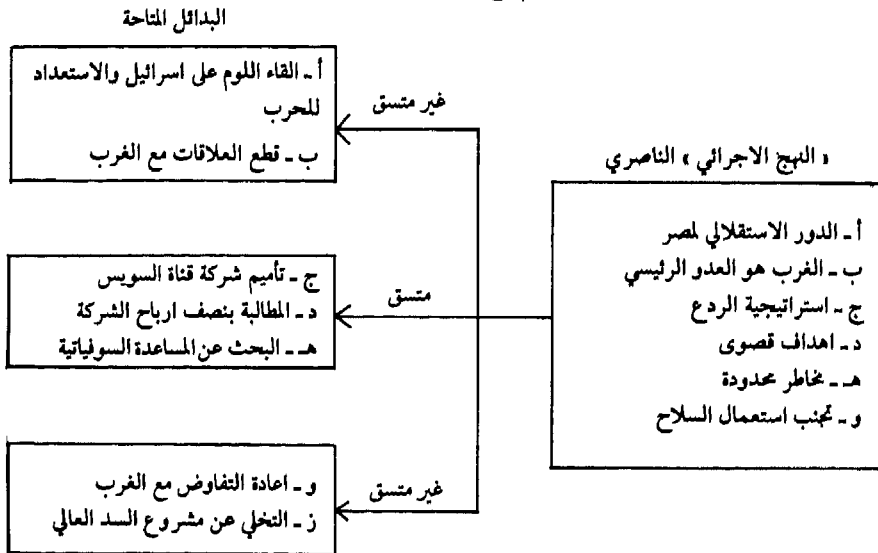 البدائل المتاحة
أ ـ القاء اللوم على اسرائيل والاستعداد
للحرب
ب ـ قطع العلاقات مع الغرب
غير متسق
« النهج الاجرائي » الناصري
أ ـ الدور الاستقلالي لمصر
ب ـ الغرب هو العدو الرئيسي
ج ـ استراتيجية الردع
د ـ اهداف قصوى
هـ ـ مخاطر محدودة
و ـ تجنب استعمال السلاح
ج ـ تأميم شركة قناة السويس
د ـ المطالبة بنصف ارباح الشركة
هـ ـ البحث عن المساعدة السوفياتية
متسق
و ـ اعادة التفاوض مع الغرب
ز ـ التخلي عن مشروع السد العالي
غير متسق